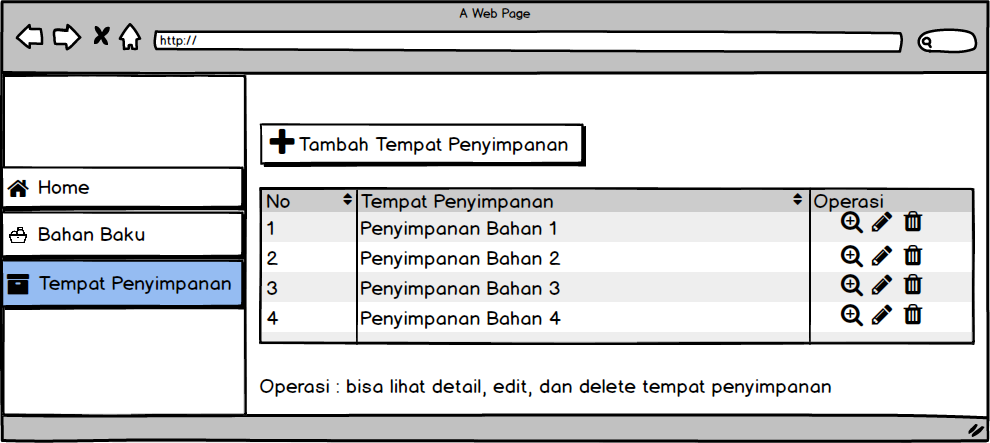 A Web Page
http://
Home
Bahan Baku
Tempat Penyimpanan
Tambah Tempat Penyimpanan
No Tempat Penyimpanan Operasi
1 Penyimpanan Bahan 1
2 Penyimpanan Bahan 2
3 Penyimpanan Bahan 3
4 Penyimpanan Bahan 4
Operasi : bisa lihat detail, edit, dan delete tempat penyimpanan